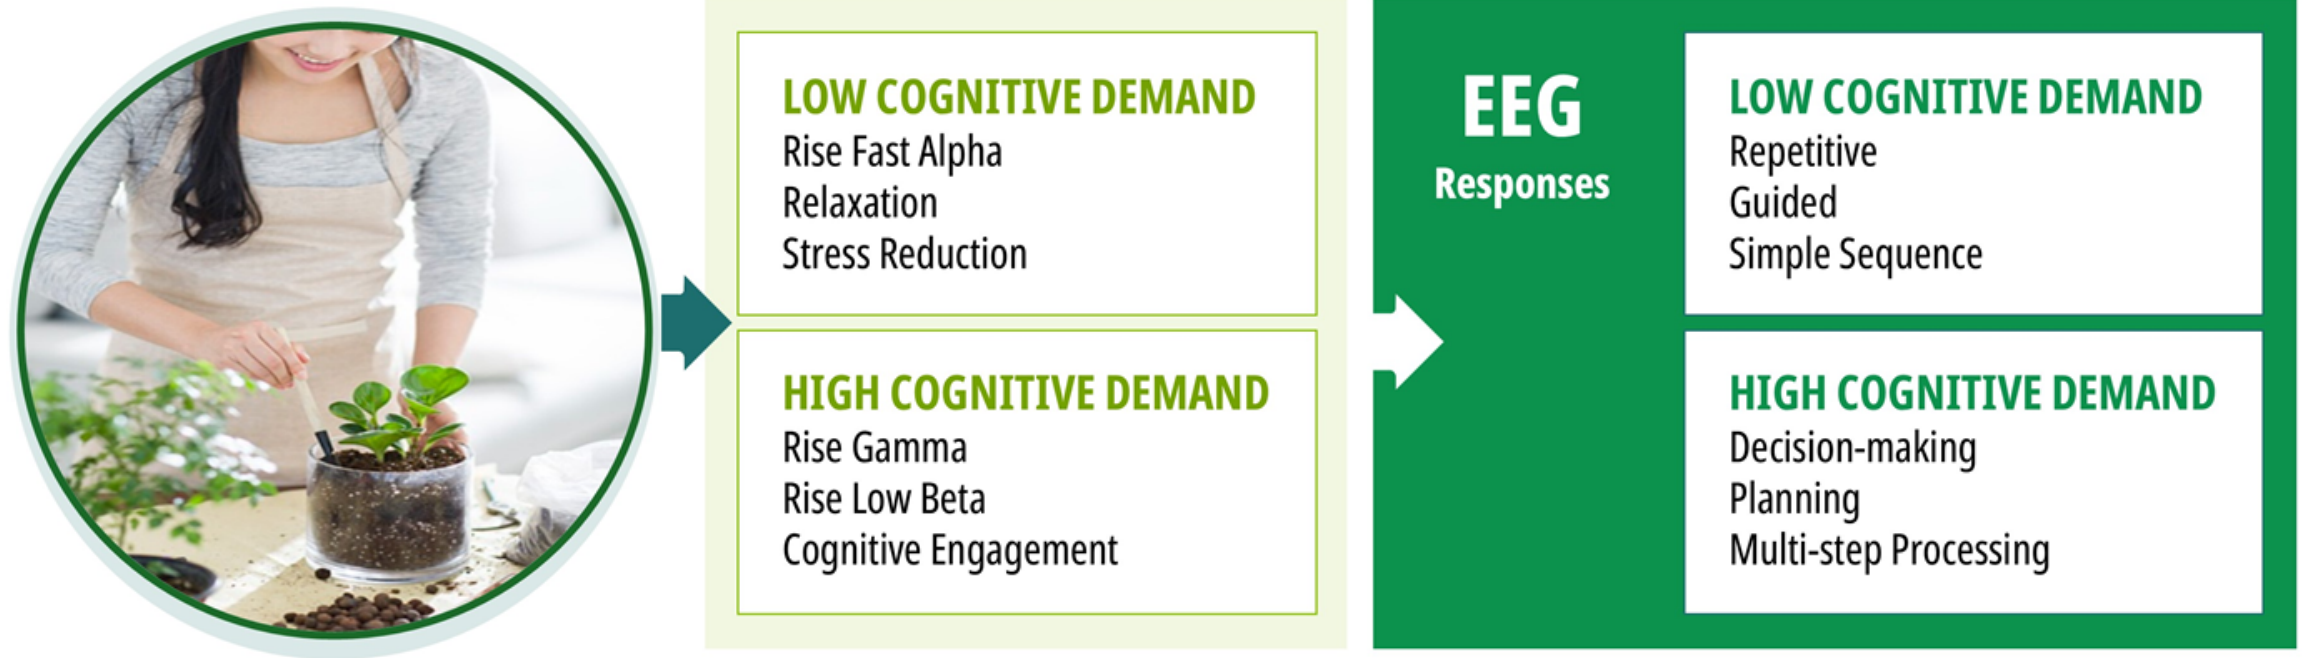 LOW COGNITIVE DEMAND
Rise Fast Alpha
Relaxation
Stress Reduction
HIGH COGNITIVE DEMAND
Rise Gamma
Rise Low Beta
Cognitive Engagement
EEG
Responses
LOW COGNITIVE DEMAND
Repetitive
Guided
Simple Sequence
HIGH COGNITIVE DEMAND
Decision-making
Planning
Multi-step Processing